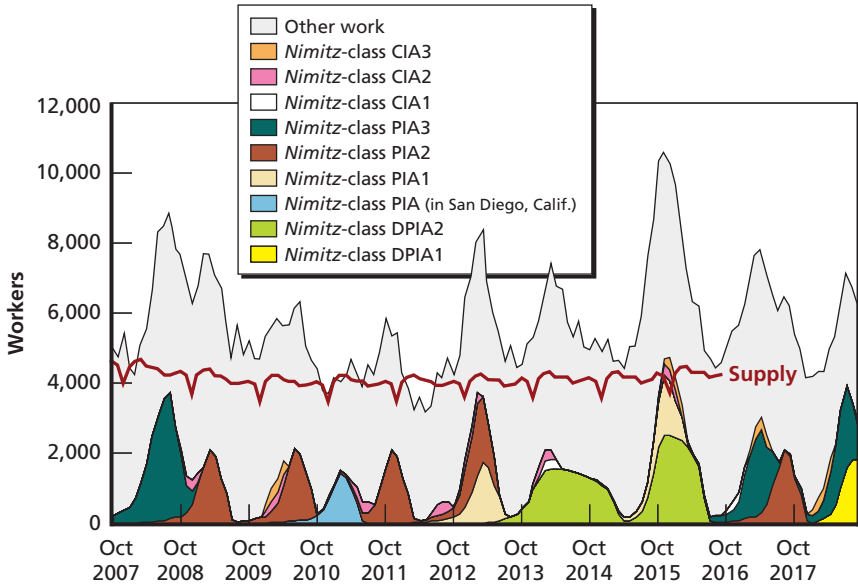 Other work
Nimitz-class CIA3
Nimitz-class CIA2
Nimitz-class CIA1
Nimitz-class PIA3
Nimitz-class PIA2
Nimitz-class PIA1
Nimitz-class PIA (in San Diego, Calif.)
Nimitz-class DPIA2
Nimitz-class DPIA1
Workers
12,000
10,000
8,000
6,000
4,000
2,000
0
Supply
Oct Oct Oct Oct Oct Oct Oct Oct Oct Oct Oct
2007 2008 2009 2010 2011 2012 2013 2014 2015 2016 2017